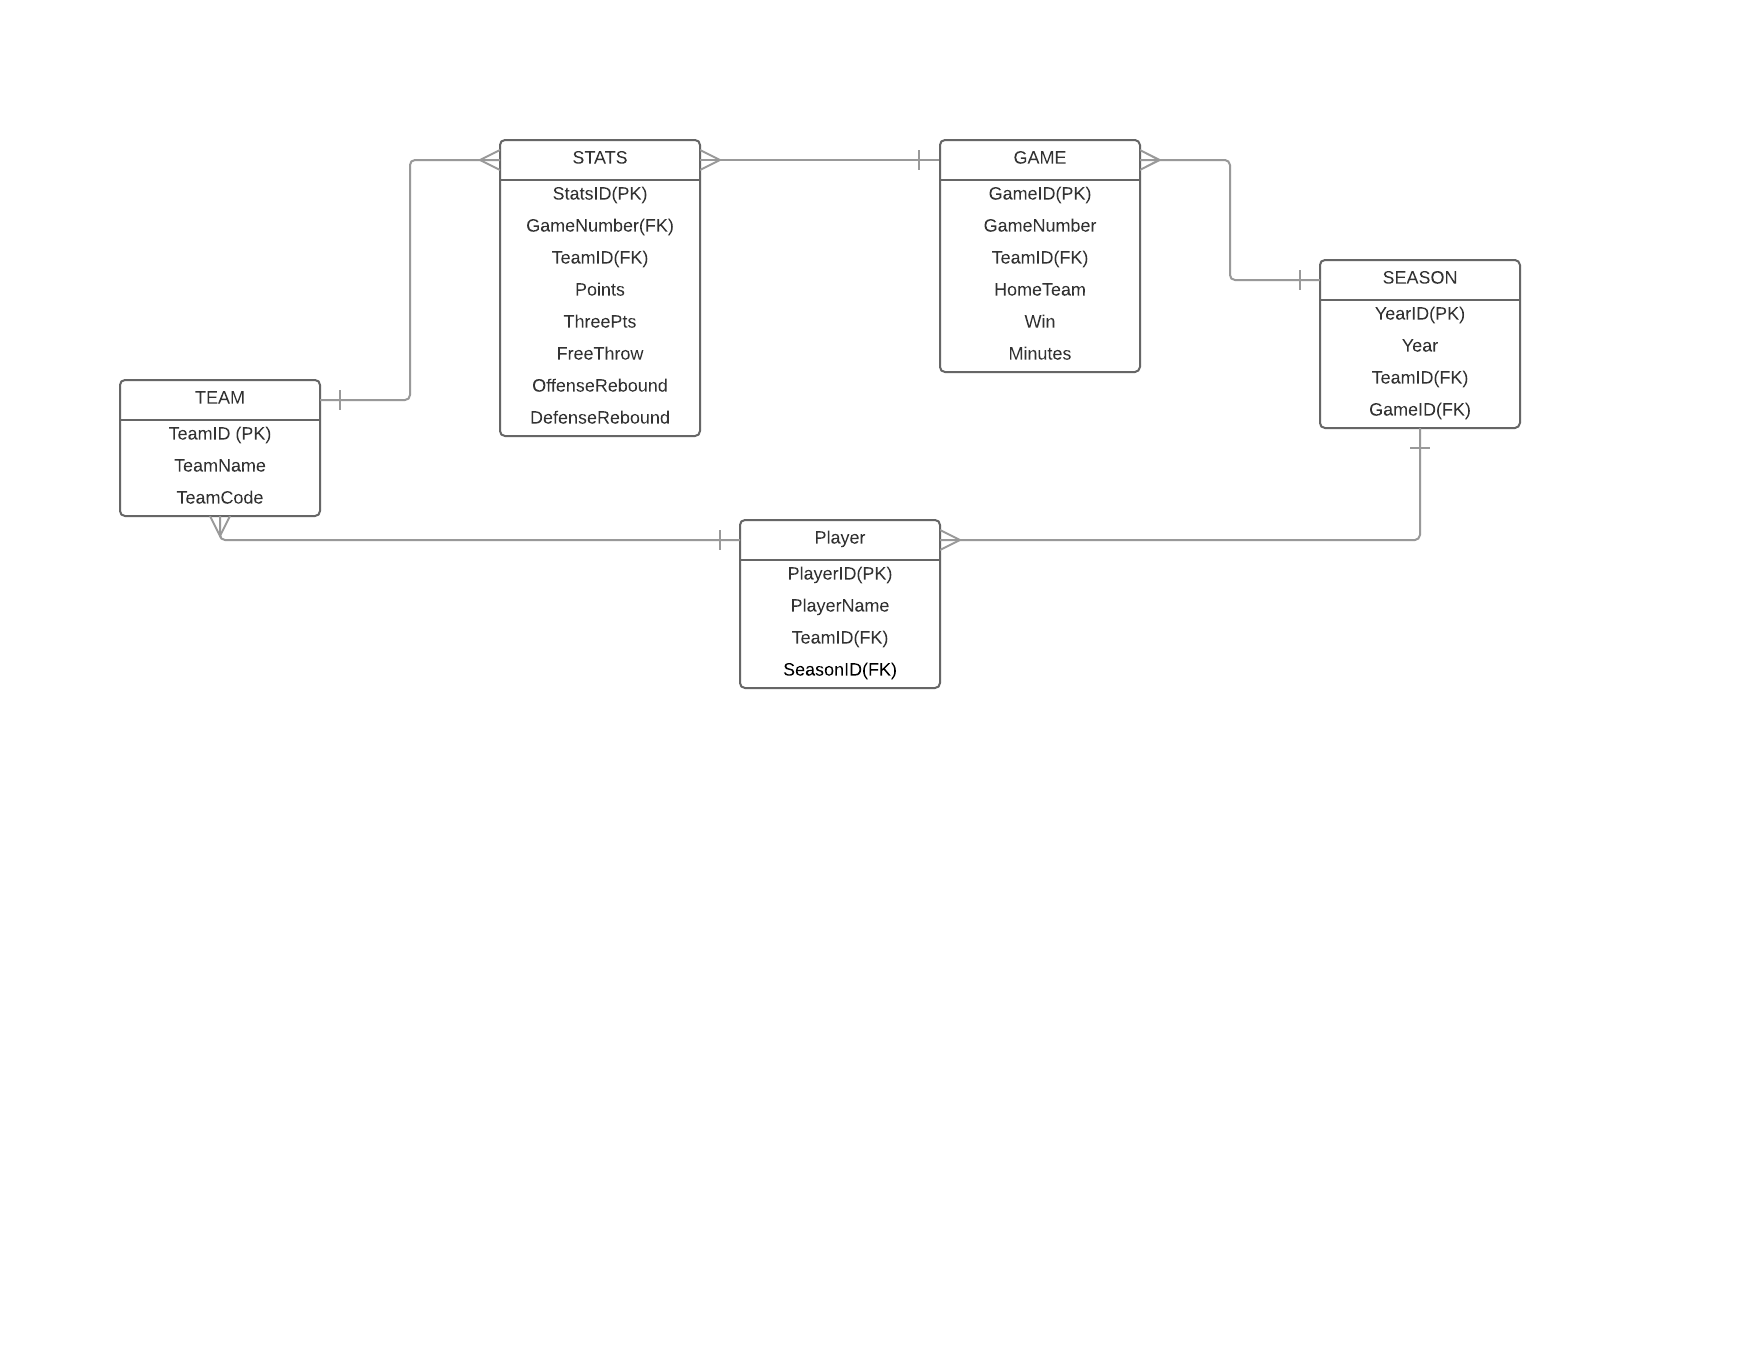 STATS
StatsID(PK)
GameNumber(FK)
TeamID(FK)
Points
ThreePts
FreeThrow
OffenseRebound
DefenseRebound
GAME
GameID(PK)
GameNumber
TeamID(FK)
HomeTeam
Win
Minutes
SEASON
YearID(PK)
Year
TeamID(FK)
GameID(FK)
TEAM
TeamID (PK)
TeamName
TeamCode
Player
PlayerID(PK)
PlayerName
TeamID(FK)
SeasonID(FK)